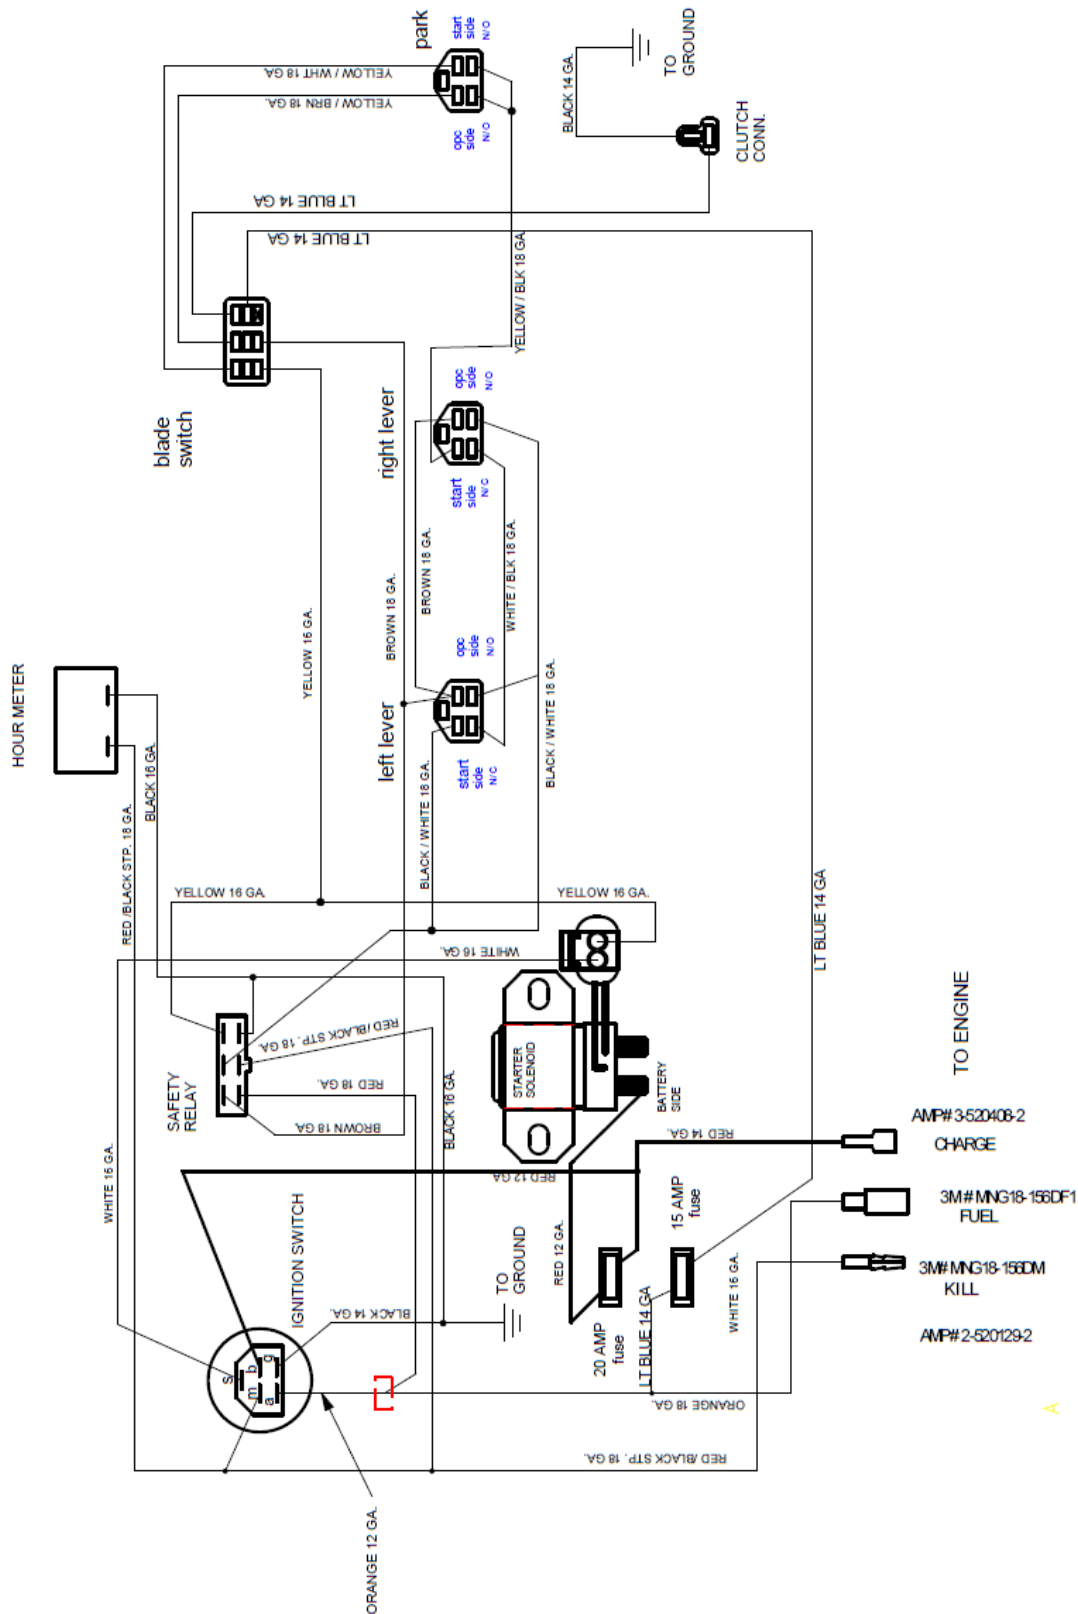 HOUR METER
park
start
side
N/O
opc
side
N/O
YELLOW / WHT 18 GA.
YELLOW / BRN 18 GA.
BLACK 14 GA.
TO
GROUND
CLUTCH
CONN.
LT BLUE 14 GA
LT BLUE 14 GA
YELLOW / BLK 18 GA.
blade
switch
right lever
opc
side
N/O
start
side
N/C
BROWN 18 GA.
BROWN 18 GA.
WHITE / BLK 18 GA.
YELLOW 16 GA.
left lever
opc
side
N/O
start
side
N/C
BLACK / WHITE 18 GA.
BLACK / WHITE 18 GA.
RED /BLACK STP. 18 GA.
BLACK 16 GA.
YELLOW 16 GA.
YELLOW 16 GA.
WHITE 16 GA.
LT BLUE 14 GA
SAFETY
RELAY
RED/BLACK STP. 18 GA.
RED 18 GA.
BROWN 18 GA.
BLACK 16 GA.
STARTER
SOLENOID
BATTERY
SIDE
WHITE 16 GA.
RED 12 GA
RED 14 GA.
RED 12 GA.
IGNITION SWITCH
s
m
b
a
g
BLACK 14 GA.
TO
GROUND
20 AMP
fuse
15 AMP
fuse
LT BLUE 14 GA
WHITE 16 GA.
ORANGE 18 GA.
RED /BLACK STP. 18 GA.
ORANGE 12 GA.
TO ENGINE
AMP# 3-520408-2
CHARGE
3M# MNG18-156DF1
FUEL
3M# MNG18-156DM
KILL
AMP# 2-520129-2
A